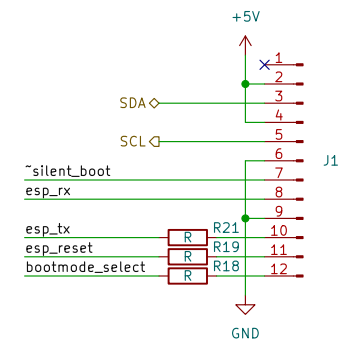 +5V
1
2
SDA 3
4
SCL 5
6 J1
~silent_boot 7
esp_rx 8
9
esp_tx R R21 10
esp_reset R R19 11
bootmode_select R R18 12
GND